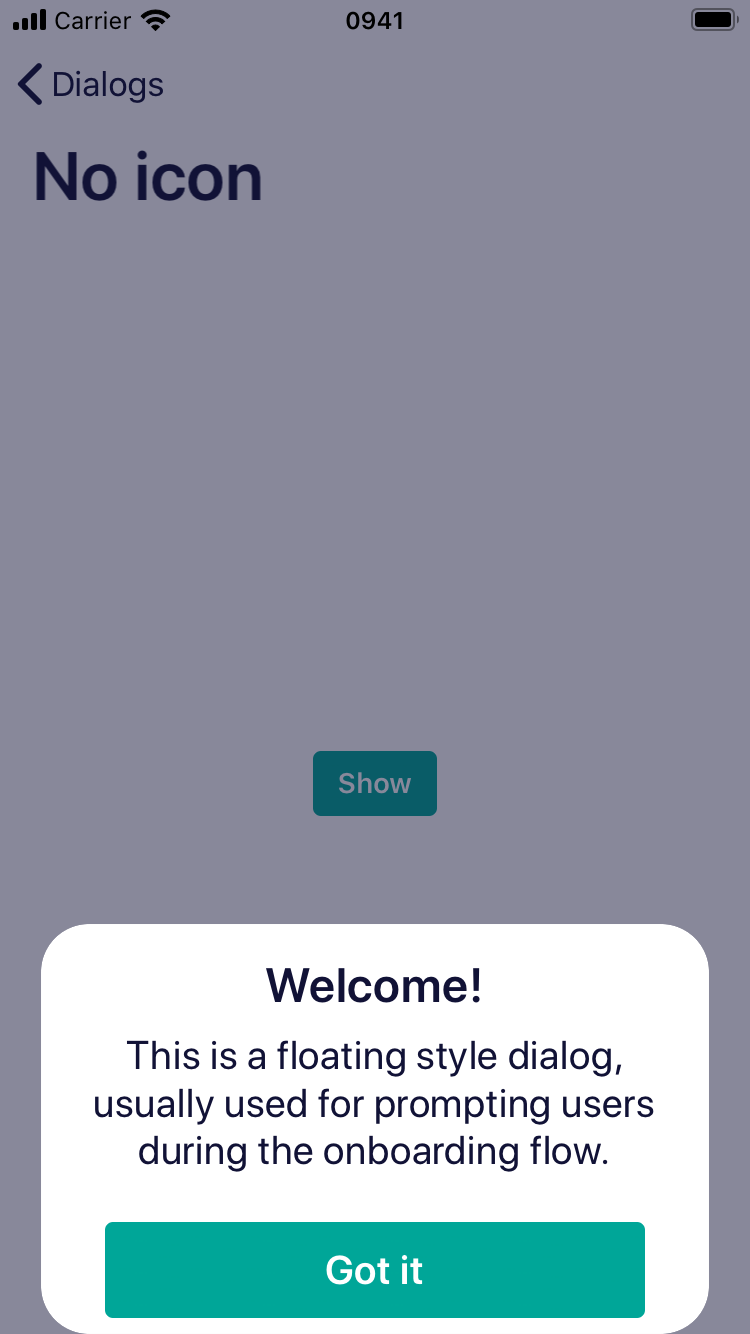 Carrier
0941
Dialogs
No icon
Show
Welcome!
This is a floating style dialog,
usually used for prompting users
during the onboarding flow.
Got it